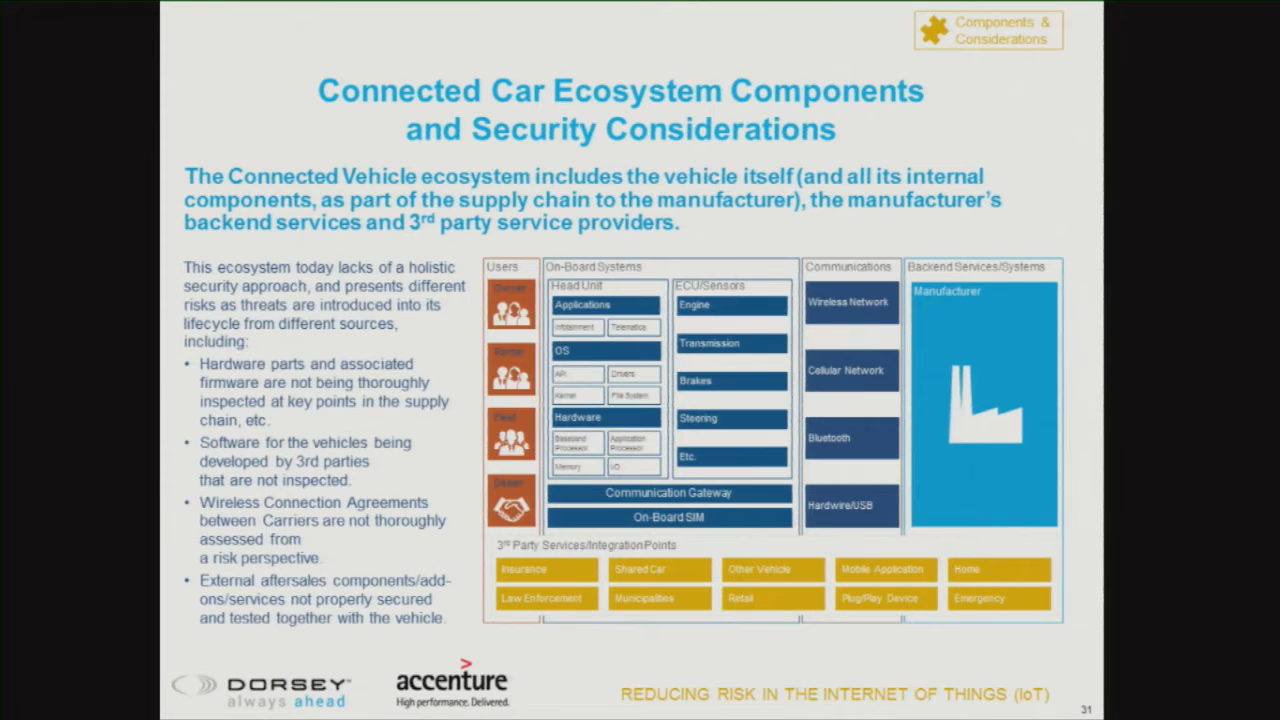 Components &
Considerations
Connected Car Ecosystem Components
and Security Considerations
The Connected Vehicle ecosystem includes the vehicle itself (and all its internal
components, as part of the supply chain to the manufacturer), the manufacturer's
backend services and 3rd party service providers.
This ecosystem today lacks of a holistic
security approach, and presents different
risks as threats are introduced into its
lifecycle from different sources,
including:
• Hardware parts and associated
firmware are not being thoroughly
inspected at key points in the supply
chain, etc.
• Software for the vehicles being
developed by 3rd parties
that are not inspected.
• Wireless Connection Agreements
between Carriers are not thoroughly
assessed from
a risk perspective.
• External aftersales components/add-
ons/services not properly secured
and tested together with the vehicle.
Users
Owner
Renter
Fleet
Dealer
On-Board Systems
Head Unit
Applications
Infotainment Telematics
OS
API Drivers
Kernel File System
Hardware
Baseband
Processor
Application
Processor
Memory I/O
ECU/Sensors
Engine
Transmission
Brakes
Steering
Etc.
Communication Gateway
On-Board SIM
Communications
Wireless Network
Cellular Network
Bluetooth
Hardwire/USB
Backend Services/Systems
Manufacturer
3rd Party Services/Integration Points
Insurance Shared Car Other Vehicle Mobile Application Home
Law Enforcement Municipalities Retail Plug/Play Device Emergency
DORSEY
always ahead
accenture
High performance. Delivered.
REDUCING RISK IN THE INTERNET OF THINGS (IoT)
31